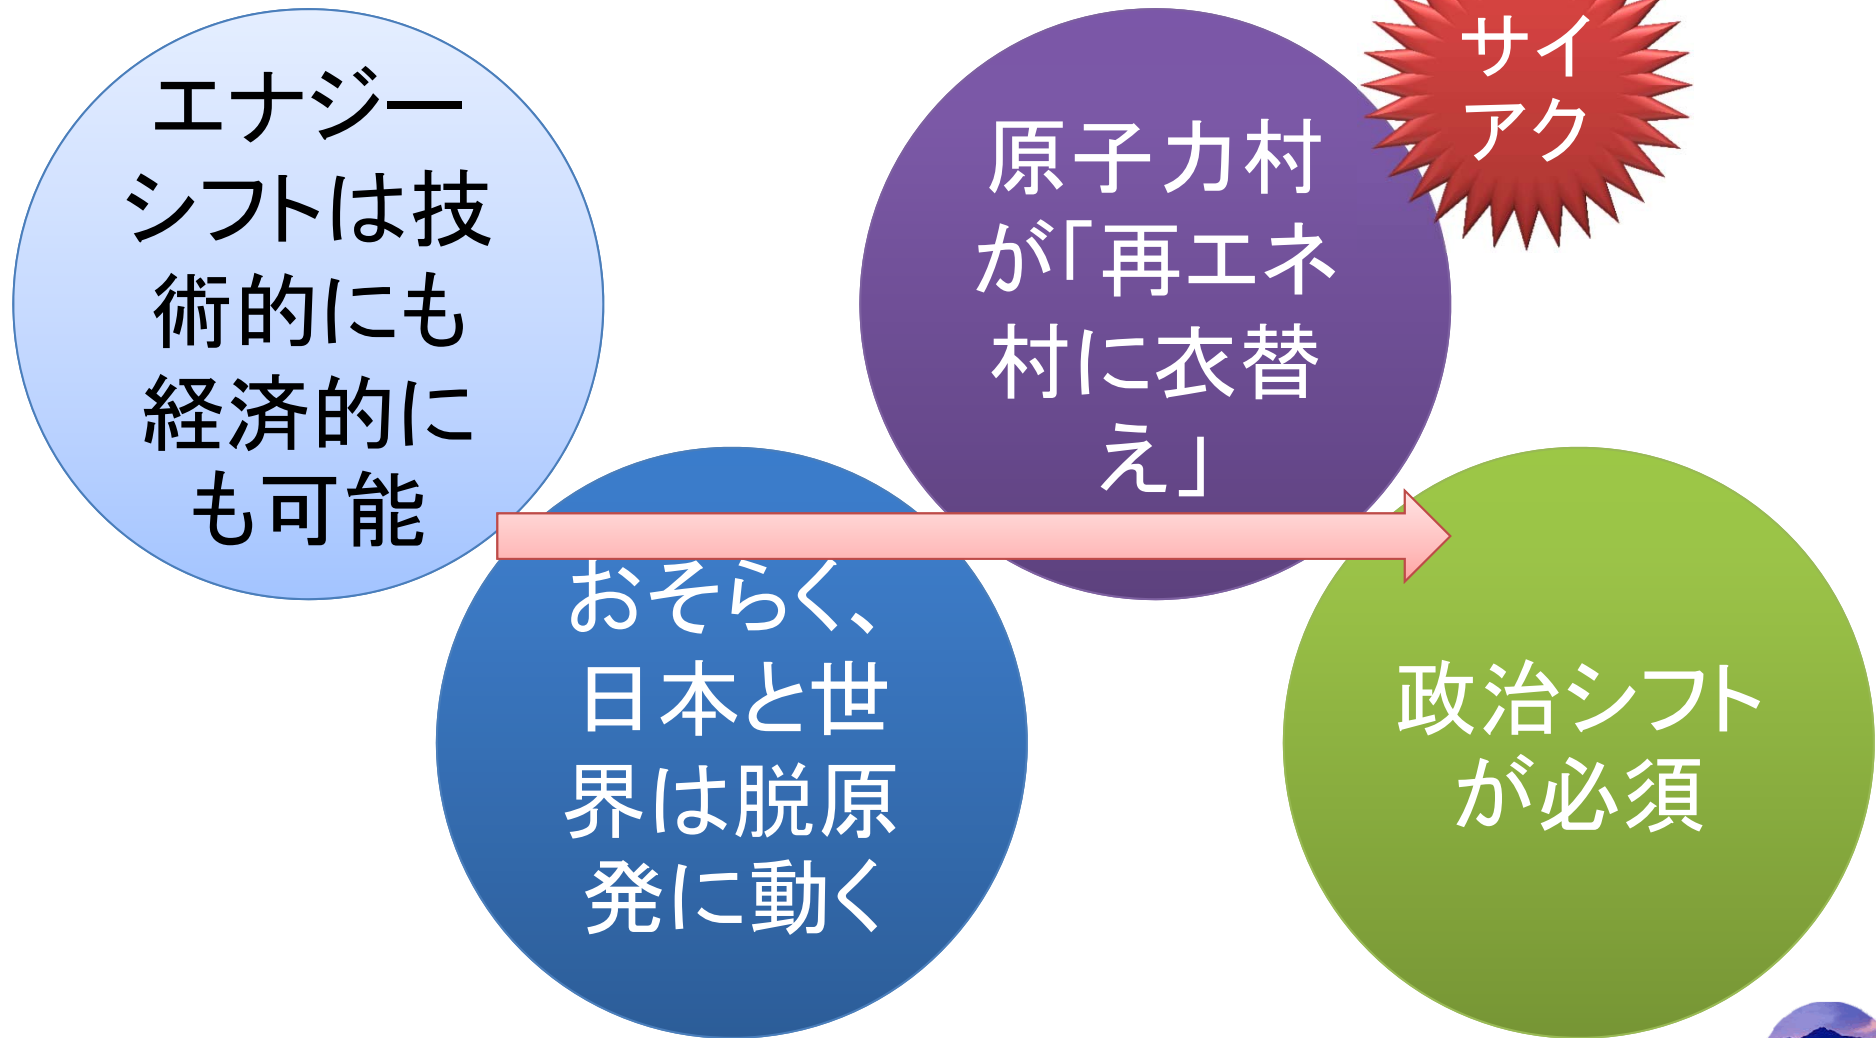 エナジー
シフトは技
術的にも
経済的に
も可能
おそらく、
日本と世
界は脱原
発に動く
原子力村
が「再エネ
村に衣替
え」
サイ
アク
政治シフト
が必須